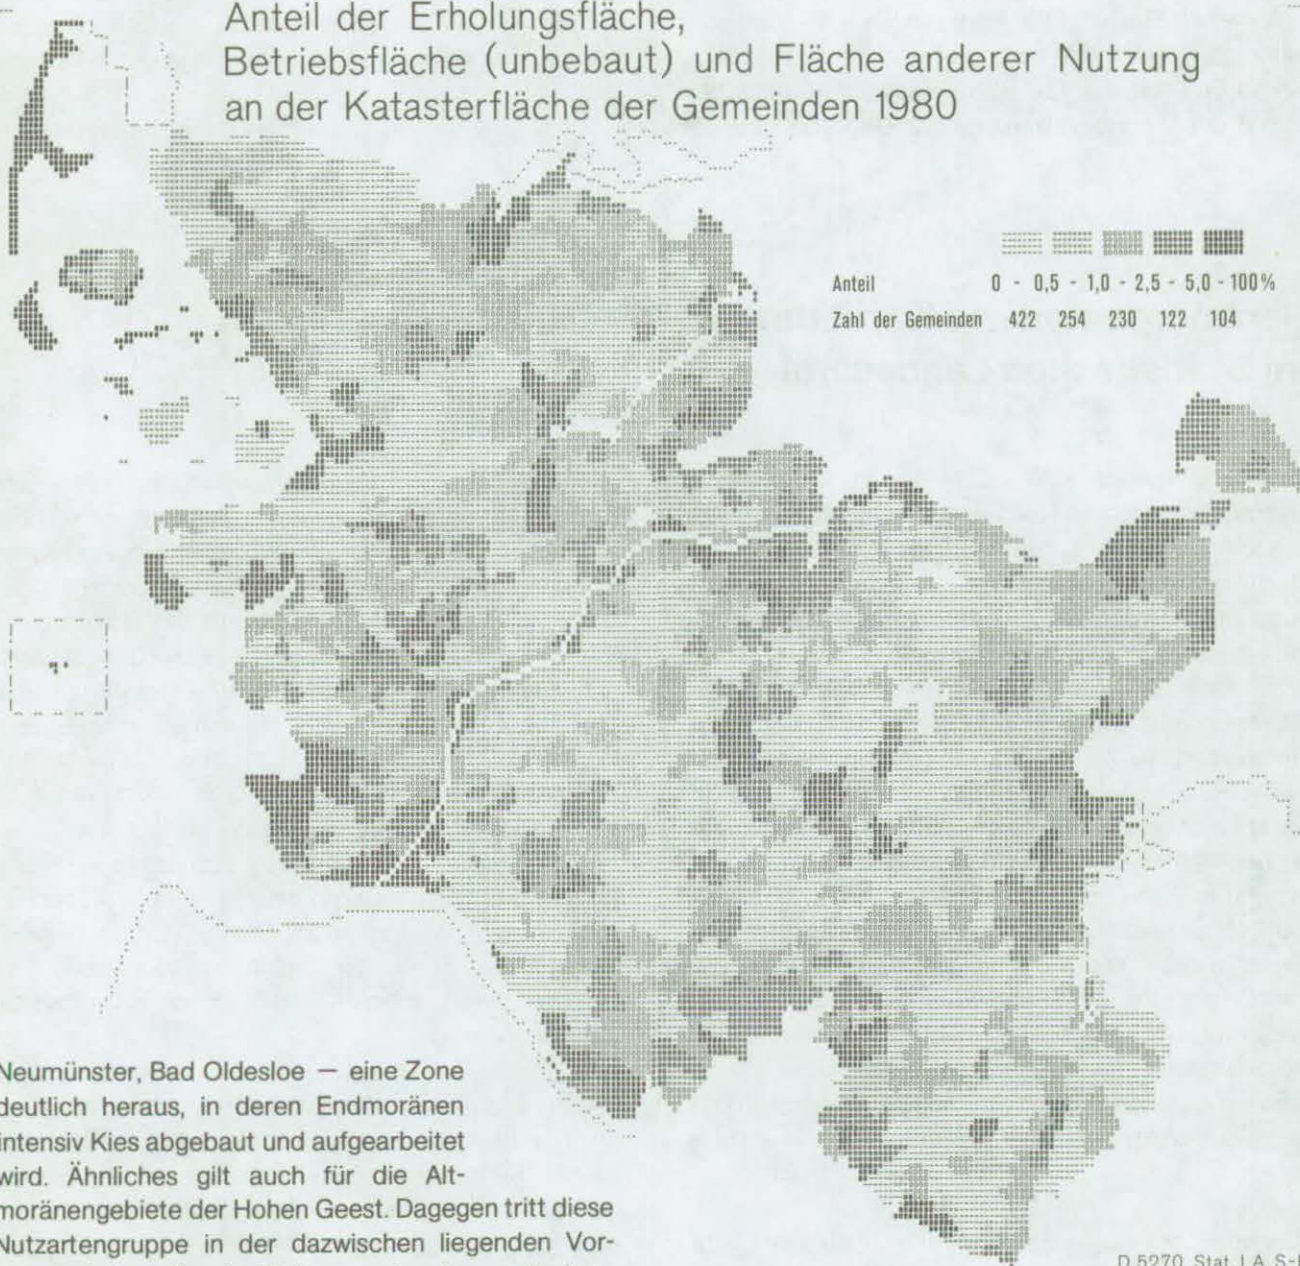 Anteil der Erholungsfläche,
Betriebsfläche (unbebaut) und Fläche anderer Nutzung
an der Katasterfläche der Gemeinden 1980
Anteil 0 - 0,5 - 1,0 - 2,5 - 5,0 - 100%
Zahl der Gemeinden 422 254 230 122 104
Neumünster, Bad Oldesloe — eine Zone
deutlich heraus, in deren Endmoränen
intensiv Kies abgebaut und aufgearbeitet
wird. Ähnliches gilt auch für die Alt-
moränengebiete der Hohen Geest. Dagegen tritt diese
Nutzartengruppe in der dazwischen liegenden Vor-
D 5270 Stat. LA S-